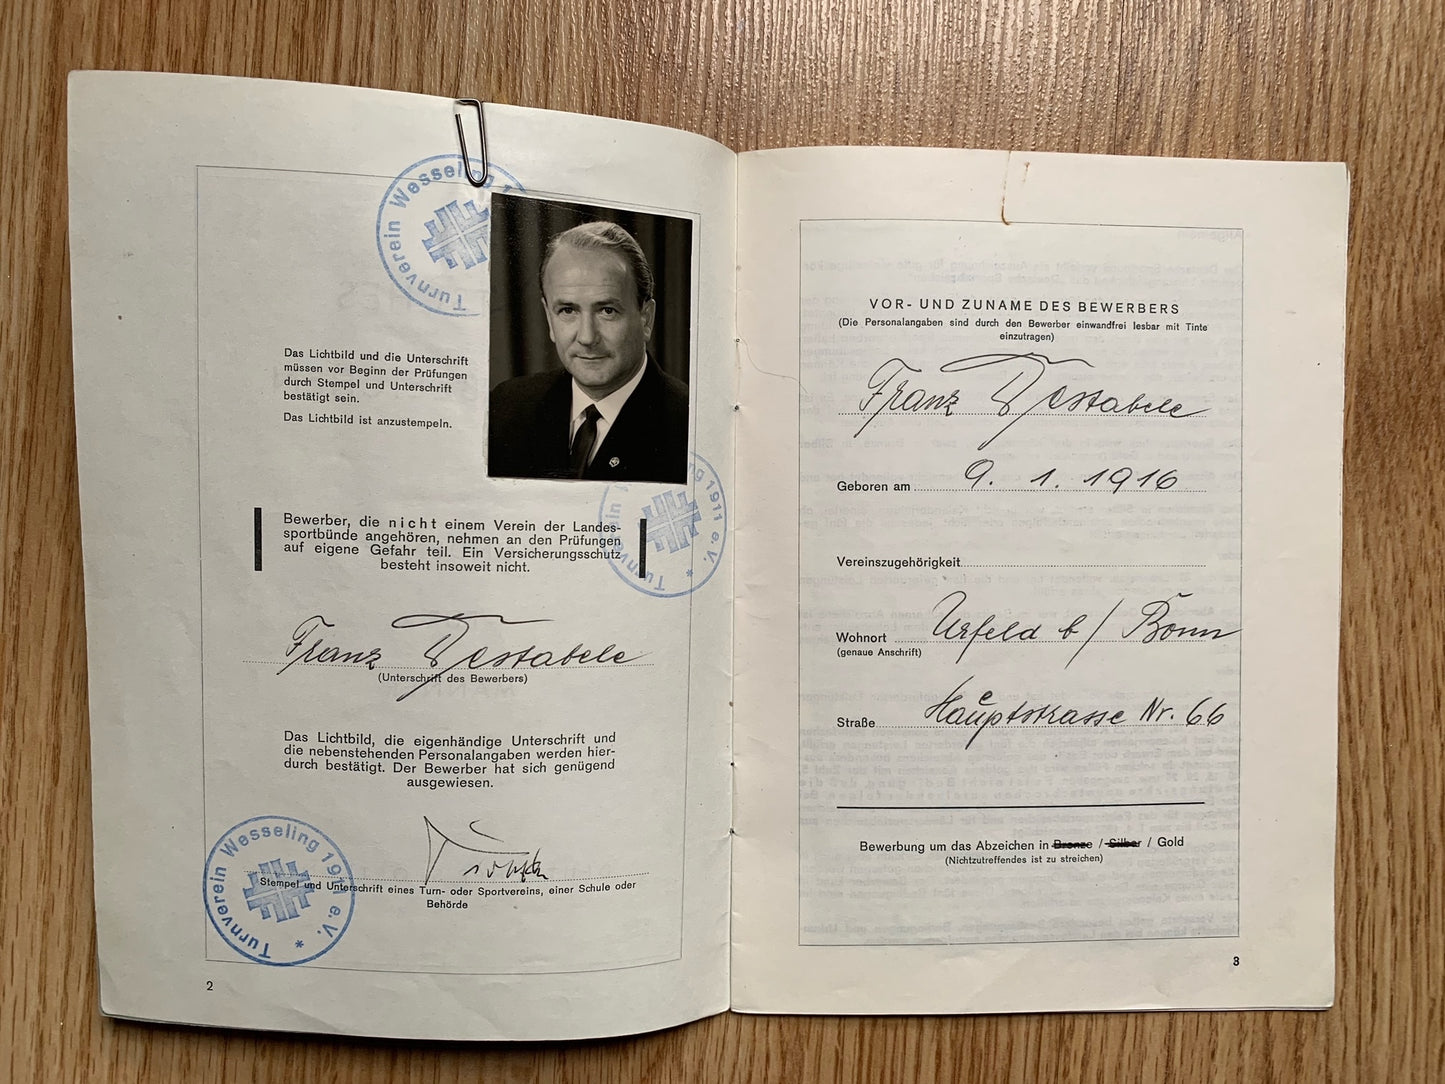 Turnverein Wesseling 1
Das Lichtbild und die Unterschrift
müssen vor Beginn der Prüfungen
durch Stempel und Unterschrift
bestätigt sein.
Das Lichtbild ist anzustempeln.
Turnverein ling 1911 e.V. *
Bewerber, die nicht einem Verein der Landes-
sportbünde angehören, nehmen an den Prüfungen
auf eigene Gefahr teil. Ein Versicherungsschutz
besteht insoweit nicht.
Franz Testabele
(Unterschrift des Bewerbers)
Das Lichtbild, die eigenhändige Unterschrift und
die nebenstehenden Personalangaben werden hier-
durch bestätigt. Der Bewerber hat sich genügend
ausgewiesen.
Turnverein Wesseling 1911 e.V. *
Stempel und Unterschrift eines Turn- oder Sportvereins, einer Schule oder
Behörde
2
VOR- UND ZUNAME DES BEWERBERS
(Die Personalangaben sind durch den Bewerber einwandfrei lesbar mit Tinte
einzutragen)
Franz Testabele
Geboren am 9. 1. 1916
Vereinszugehörigkeit
Wohnort Urfeld b/ Bonn
(genaue Anschrift)
Straße Hauptstrasse Nr. 66
Bewerbung um das Abzeichen in Bronze / Silber / Gold
(Nichtzutreffendes ist zu streichen)
3